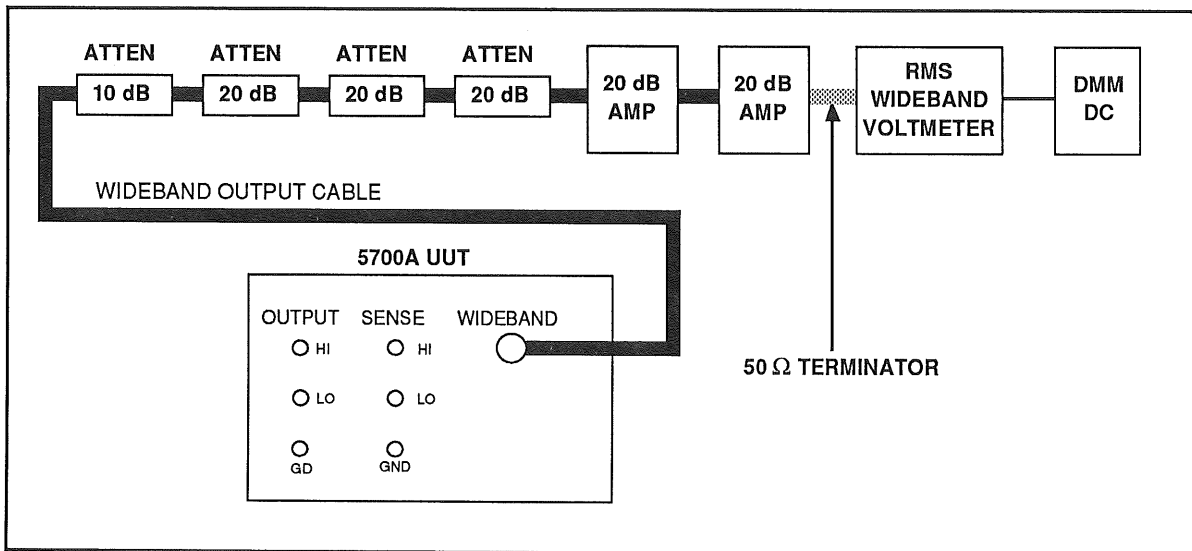 ATTEN ATTEN ATTEN ATTEN
10 dB 20 dB 20 dB 20 dB
20 dB
AMP
20 dB
AMP
RMS
WIDEBAND
VOLTMETER
DMM
DC
WIDEBAND OUTPUT CABLE
5700A UUT
OUTPUT SENSE WIDEBAND
HI HI
LO LO
GD GND
50 Ω TERMINATOR